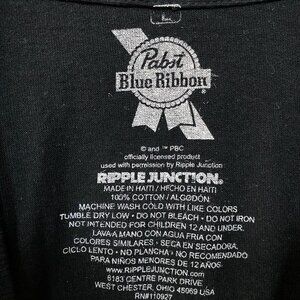 Pabst
Blue Ribbon
© and ™ PBC
officially licensed product
used with permission by Ripple Junction
RIPPLE JUNCTION.
MADE IN HAITI / HECHO EN HAITI
100% COTTON / ALGODÓN
MACHINE WASH COLD WITH LIKE COLORS
TUMBLE DRY LOW • DO NOT BLEACH • DO NOT IRON
NOT INTENDED FOR CHILDREN 12 AND UNDER.
LAVA A MANO CON AGUA FRIA CON
COLORES SIMILARES • SECA EN SECADORA,
CICLO LENTO • NO PLANCHA • NO RECOMENDADO
PARA NIÑOS MENORES DE 12 AÑOS.
www.RIPPLEJUNCTION.com
6183 CENTRE PARK DRIVE
WEST CHESTER, OHIO 45069 USA
RN#110927